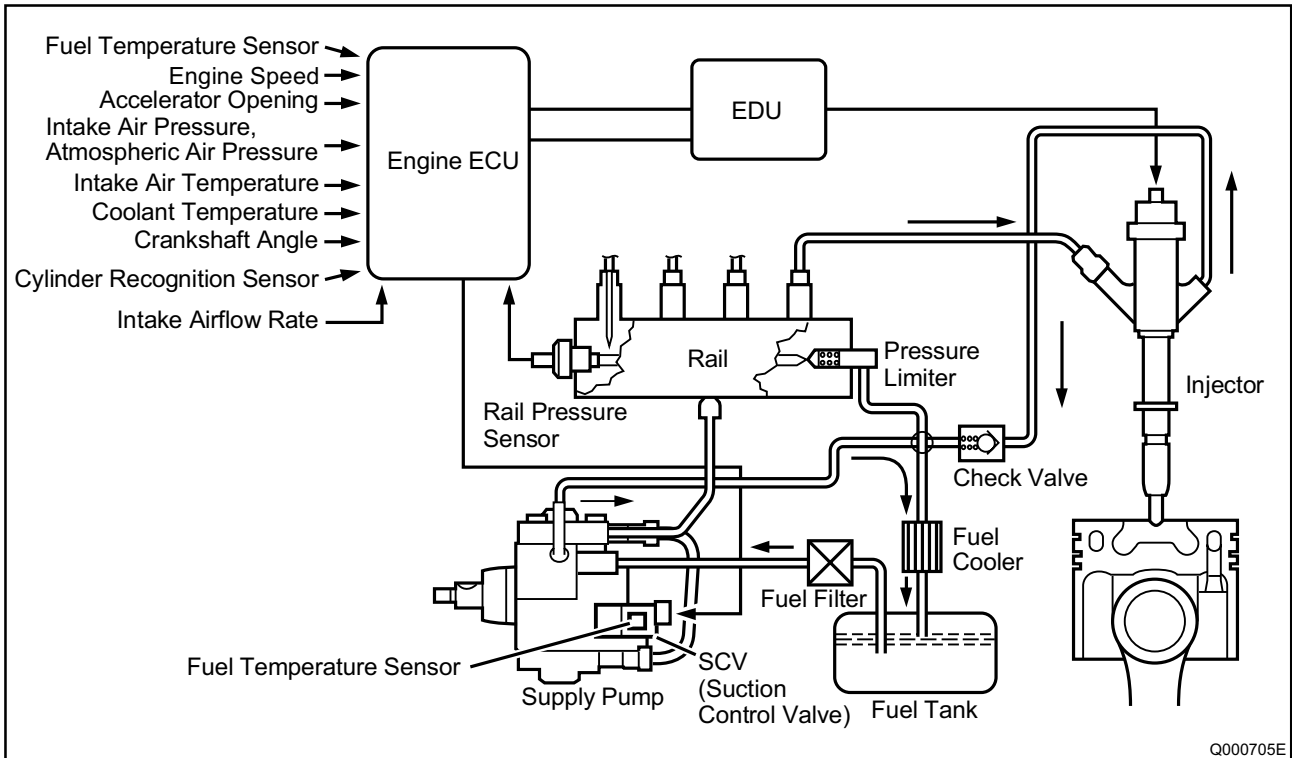 Fuel Temperature Sensor
Engine Speed
Accelerator Opening
Intake Air Pressure,
Atmospheric Air Pressure
Intake Air Temperature
Coolant Temperature
Crankshaft Angle
Cylinder Recognition Sensor
Intake Airflow Rate
Engine ECU
EDU
Rail
Pressure
Limiter
Rail Pressure
Sensor
Injector
Check Valve
Fuel
Cooler
Fuel Filter
Fuel Temperature Sensor
SCV
(Suction
Control Valve)
Supply Pump
Fuel Tank
Q000705E